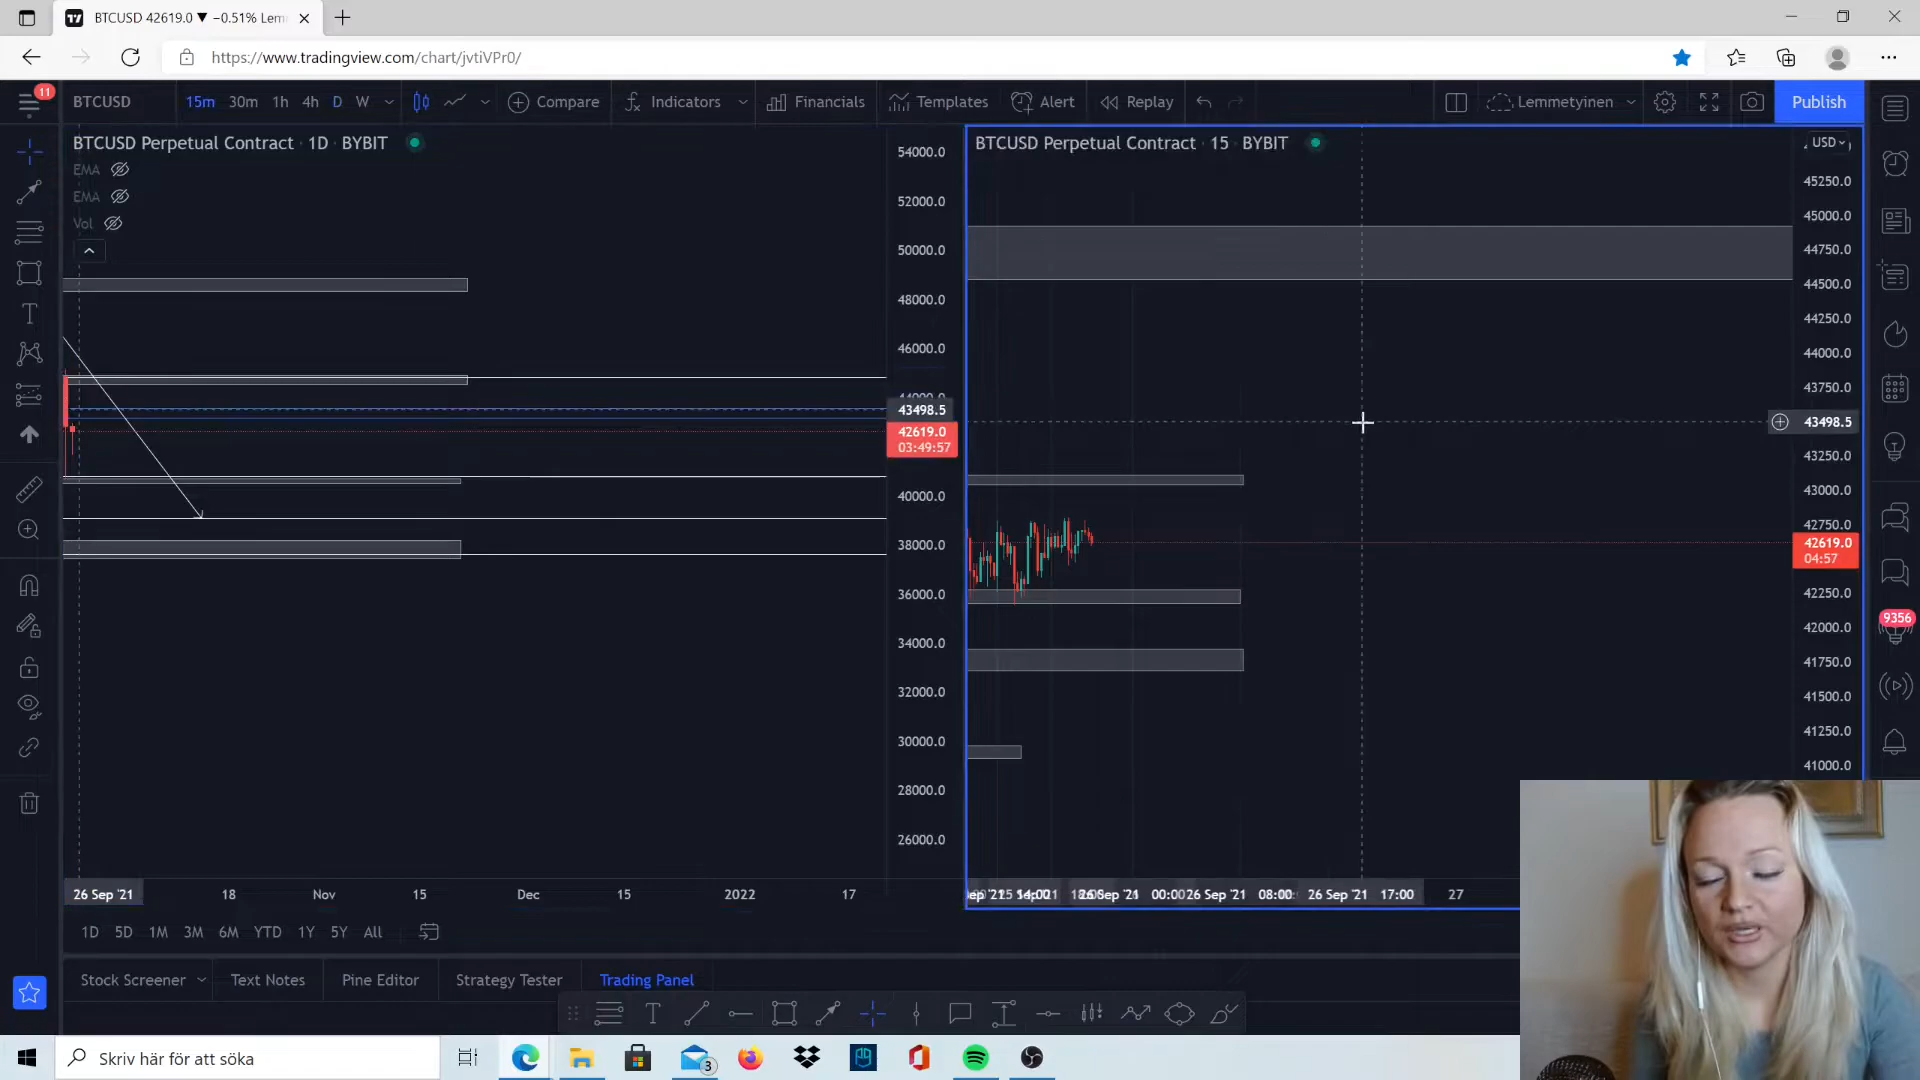 BTCUSD 42619.0 ▼ −0.51% Lem
https://www.tradingview.com/chart/jvtiVPr0/
11
BTCUSD 15m 30m 1h 4h D W Compare Indicators Financials Templates Alert Replay Lemmetyinen Publish
BTCUSD Perpetual Contract · 1D · BYBIT
EMA
EMA
Vol
54000.0
52000.0
50000.0
48000.0
46000.0
44000.0
43498.5
42619.0
03:49:57
40000.0
38000.0
36000.0
34000.0
32000.0
30000.0
28000.0
26000.0
26 Sep '21 18 Nov 15 Dec 15 2022 17
BTCUSD Perpetual Contract · 15 · BYBIT
USD
45250.0
45000.0
44750.0
44500.0
44250.0
44000.0
43750.0
43498.5
43250.0
43000.0
42750.0
42619.0
04:57
42250.0
42000.0
41750.0
41500.0
41250.0
41000.0
26 Sep '21 00:00 26 Sep '21 08:00 26 Sep '21 17:00 27
9356
1D 5D 1M 3M 6M YTD 1Y 5Y All
Stock Screener Text Notes Pine Editor Strategy Tester Trading Panel
Skriv här för att söka
3